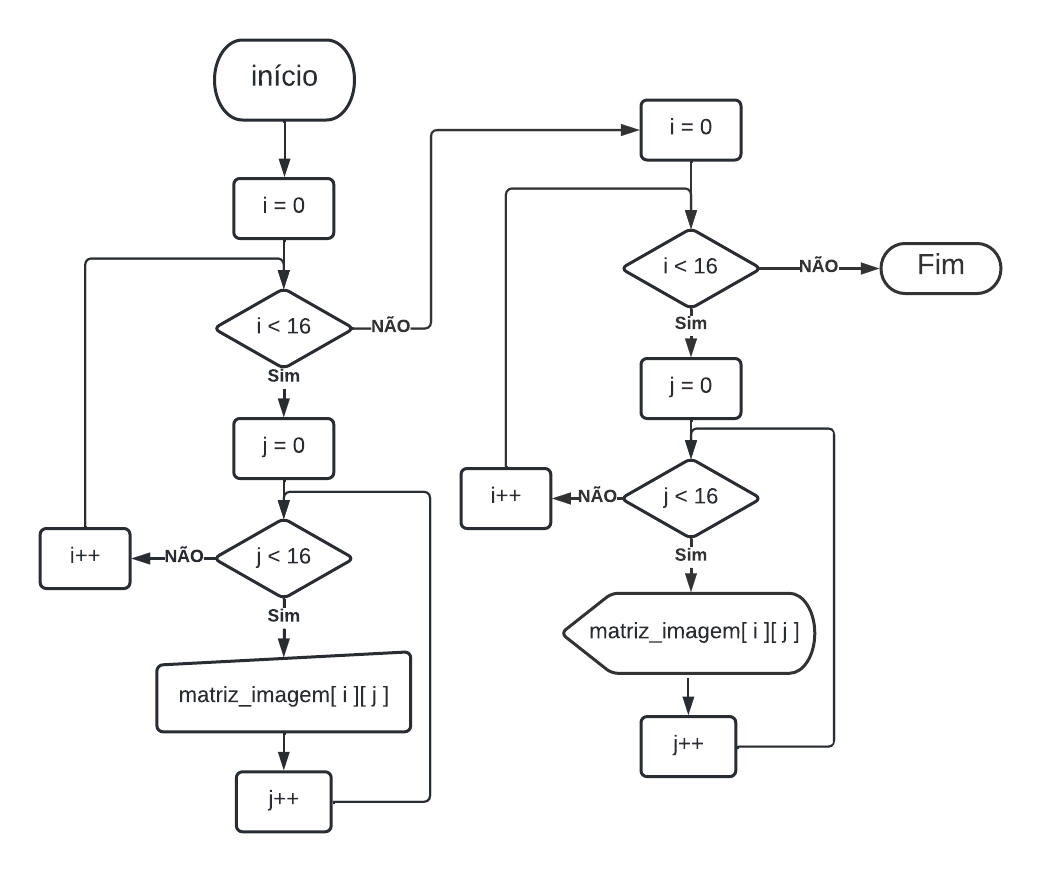 início
i = 0
i < 16
NÃO
Sim
j = 0
j < 16
NÃO
i++
Sim
matriz_imagem[ i ][ j ]
j++
i = 0
i < 16
NÃO
Fim
Sim
j = 0
j < 16
NÃO
i++
Sim
matriz_imagem[ i ][ j ]
j++